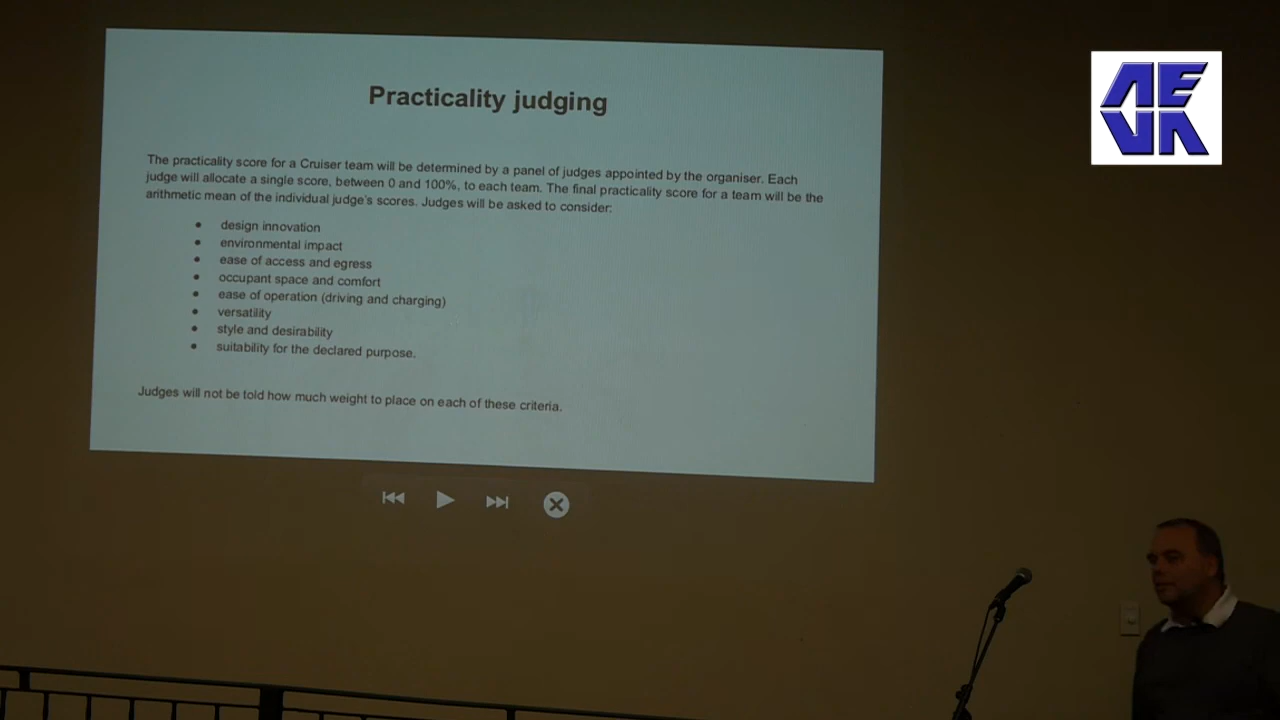 Practicality judging
The practicality score for a Cruiser team will be determined by a panel of judges appointed by the organiser. Each
judge will allocate a single score, between 0 and 100%, to each team. The final practicality score for a team will be the
arithmetic mean of the individual judge's scores. Judges will be asked to consider:
design innovation
environmental impact
ease of access and egress
occupant space and comfort
ease of operation (driving and charging)
versatility
style and desirability
suitability for the declared purpose.
Judges will not be told how much weight to place on each of these criteria.